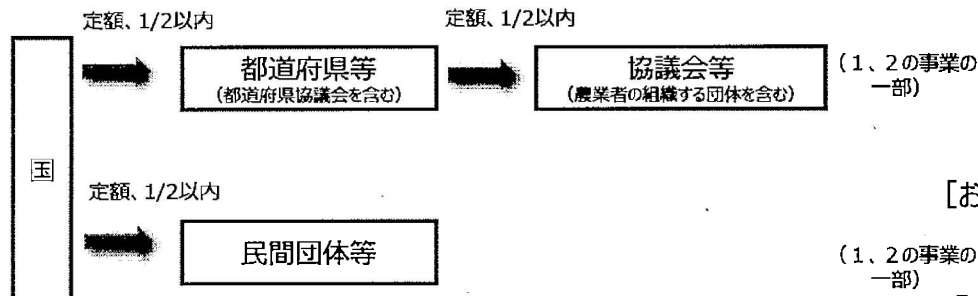 定額、1/2以内
定額、1/2以内
都道府県等
（都道府県協議会を含む）
協議会等
（農業者の組織する団体を含む）
（１、２の事業の
一部）
国
定額、1/2以内
民間団体等
［お
（１、２の事業の
一部）